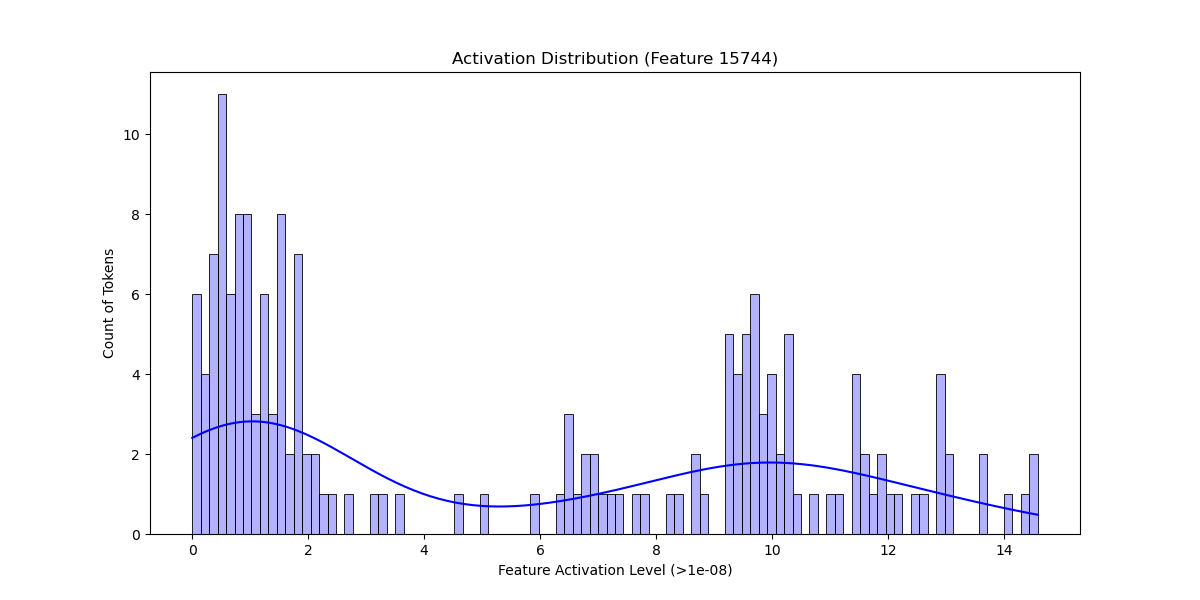 Activation Distribution (Feature 15744)
Count of Tokens
10
8
6
4
2
0
0 2 4 6 8 10 12 14
Feature Activation Level (>1e-08)